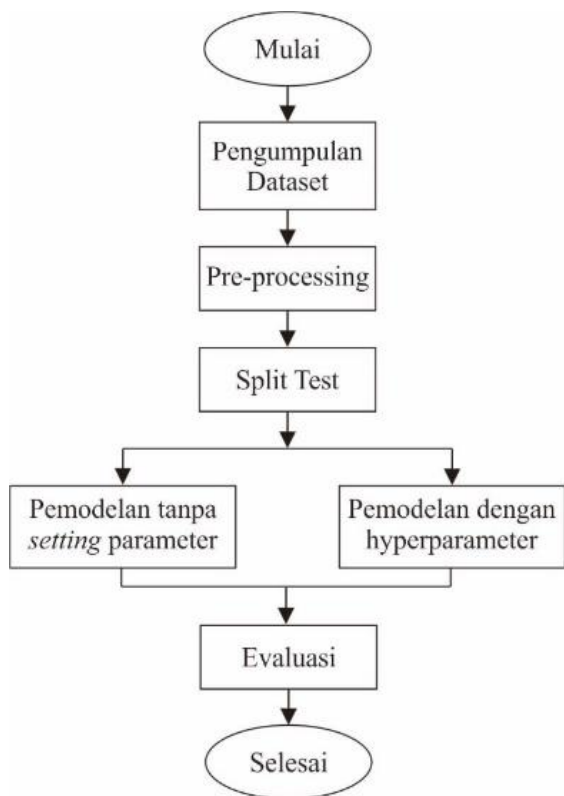 Mulai
Pengumpulan
Dataset
Pre-processing
Split Test
Pemodelan tanpa
setting parameter
Pemodelan dengan
hyperparameter
Evaluasi
Selesai